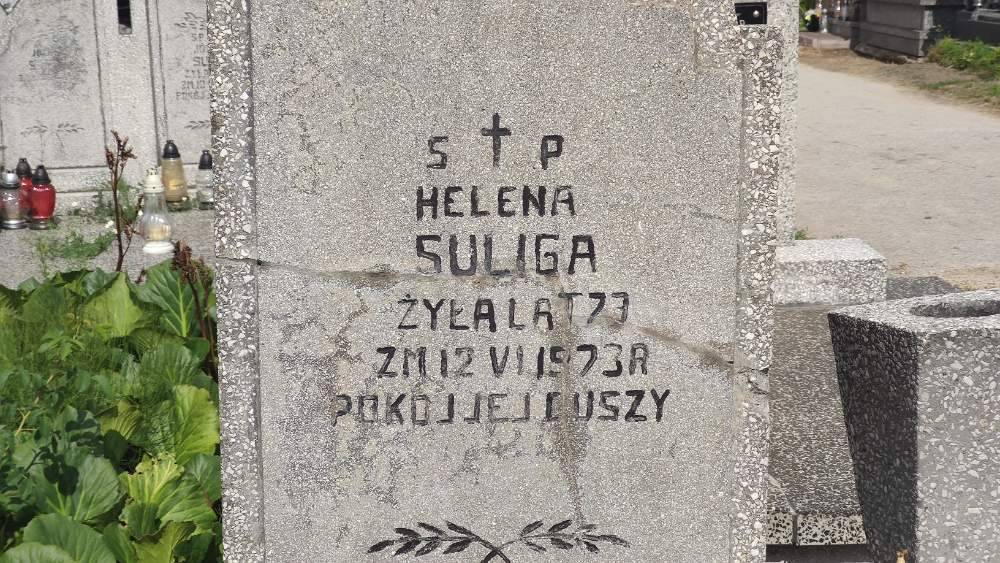 S P
HELENA
SULIGA
ŻYŁA LAT 73
ZM 12 VI 1973 R
POKÓJ JEJ DUSZY